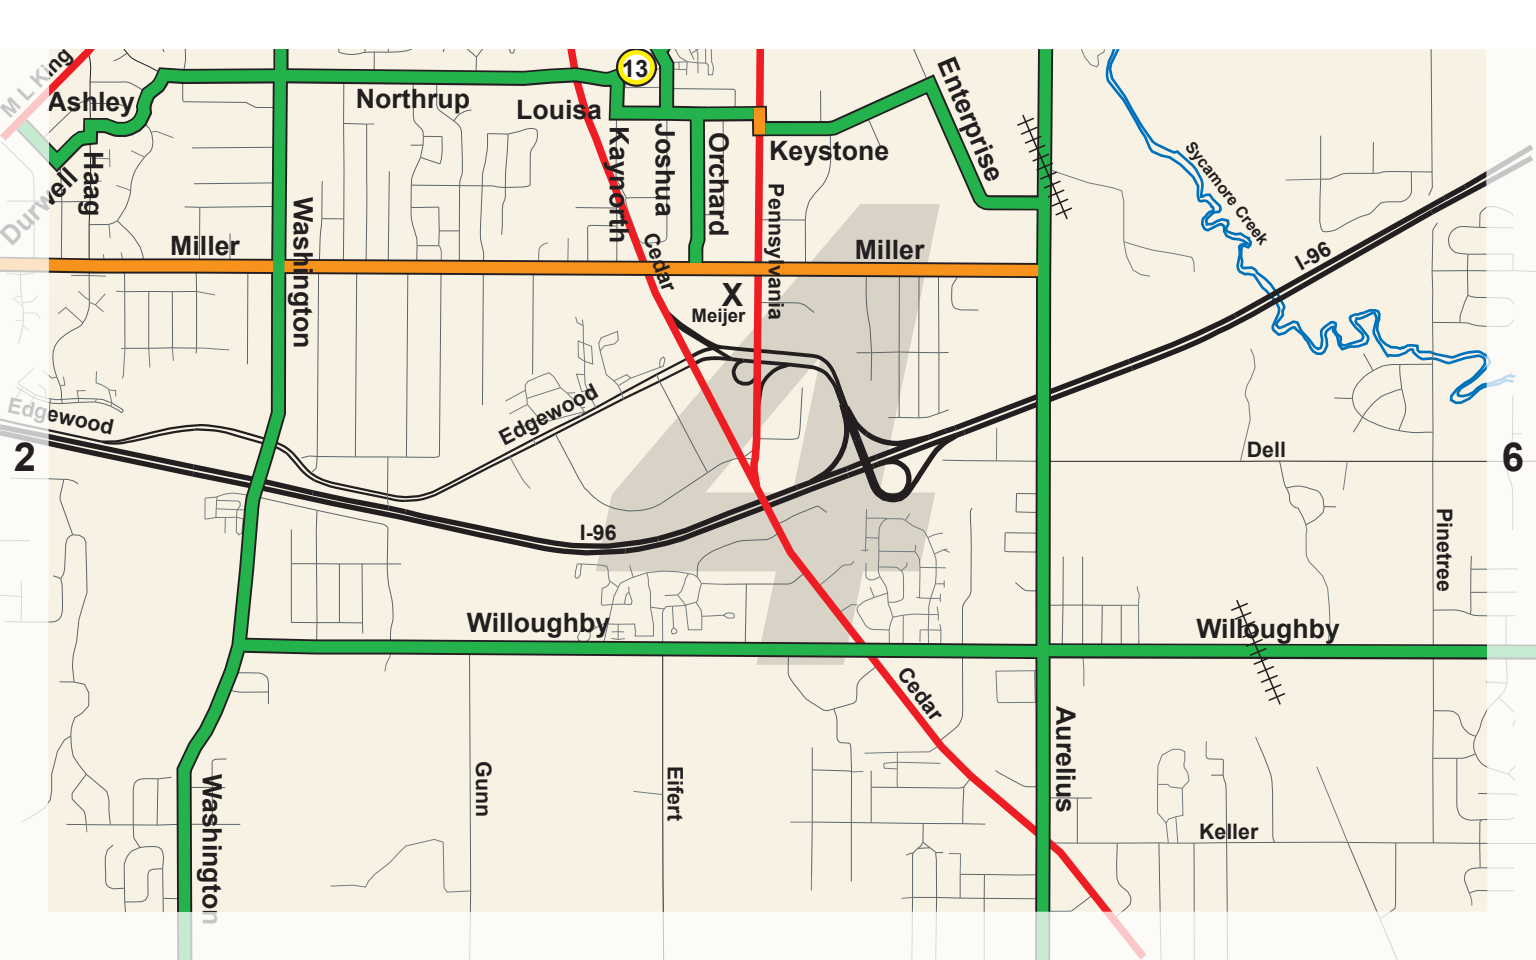 13
M L King
Ashley
Northrup
Louisa
Enterprise
Haag
Durwell
Kaynorth
Joshua
Orchard
Keystone
Sycamore Creek
Miller
Washington
Cedar
Pennsylvania
Miller
I-96
X
Meijer
4
Edgewood
Edgewood
2
Dell
6
I-96
Pinetree
Willoughby
Willoughby
Cedar
Aurelius
Washington
Gunn
Eifert
Keller